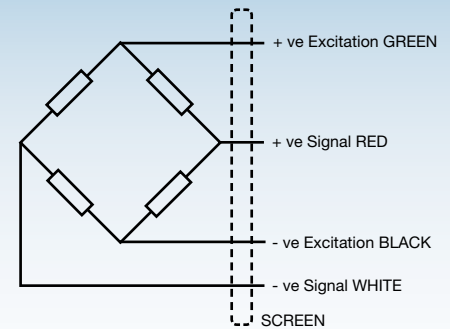 + ve Excitation GREEN
+ ve Signal RED
- ve Excitation BLACK
- ve Signal WHITE
SCREEN